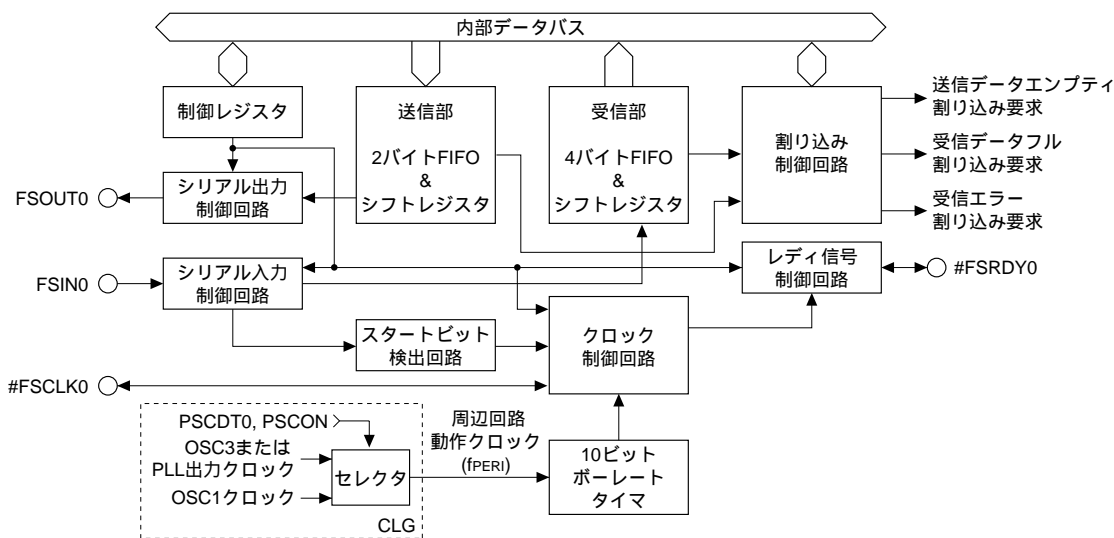 内部データバス
制御レジスタ
送信部
2バイトFIFO
&
シフトレジスタ
受信部
4バイトFIFO
&
シフトレジスタ
割り込み
制御回路
送信データエンプティ
割り込み要求
受信データフル
割り込み要求
受信エラー
割り込み要求
FSOUT0
シリアル出力
制御回路
FSIN0
シリアル入力
制御回路
レディ信号
制御回路
#FSRDY0
スタートビット
検出回路
クロック
制御回路
#FSCLK0
PSCDT0, PSCON
OSC3または
PLL出力クロック
OSC1クロック
セレクタ
CLG
周辺回路
動作クロック
(fPERI)
10ビット
ボーレート
タイマ